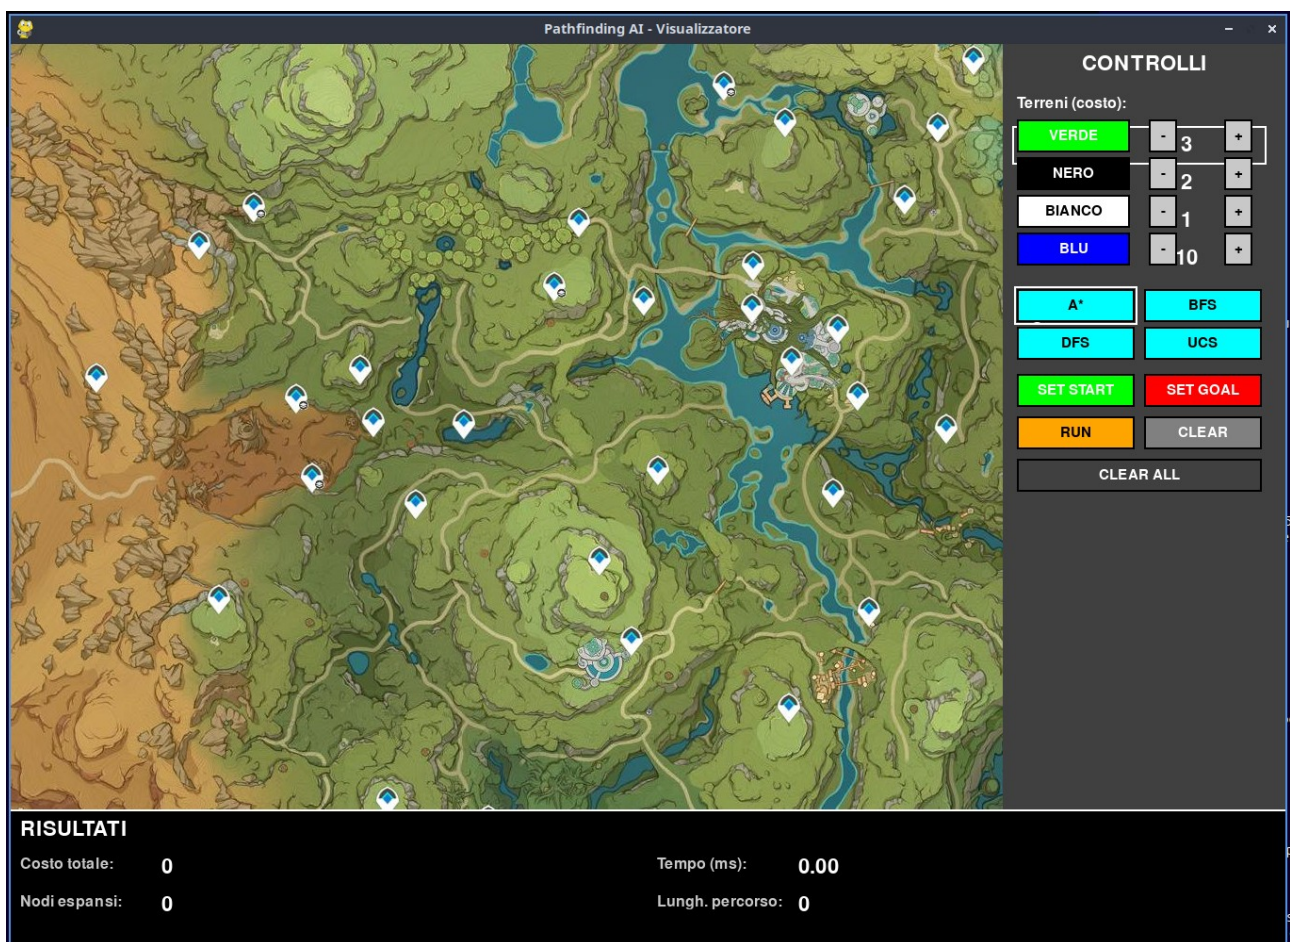 Pathfinding AI - Visualizzatore
CONTROLLI
Terreni (costo):
VERDE - 3 +
NERO - 2 +
BIANCO - 1 +
BLU - 10 +
A* BFS
DFS UCS
SET START SET GOAL
RUN CLEAR
CLEAR ALL
RISULTATI
Costo totale: 0 Tempo (ms): 0.00
Nodi espansi: 0 Lungh. percorso: 0